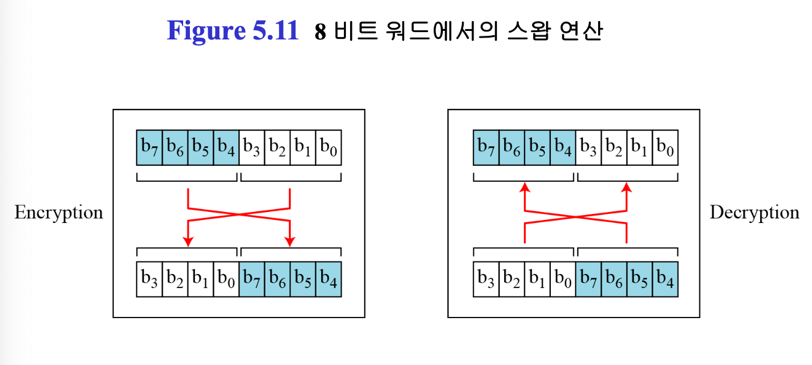 Figure 5.11 8 비트 워드에서의 스왑 연산
b7 b6 b5 b4 b3 b2 b1 b0
b7 b6 b5 b4 b3 b2 b1 b0
Encryption
Decryption
b3 b2 b1 b0 b7 b6 b5 b4
b3 b2 b1 b0 b7 b6 b5 b4